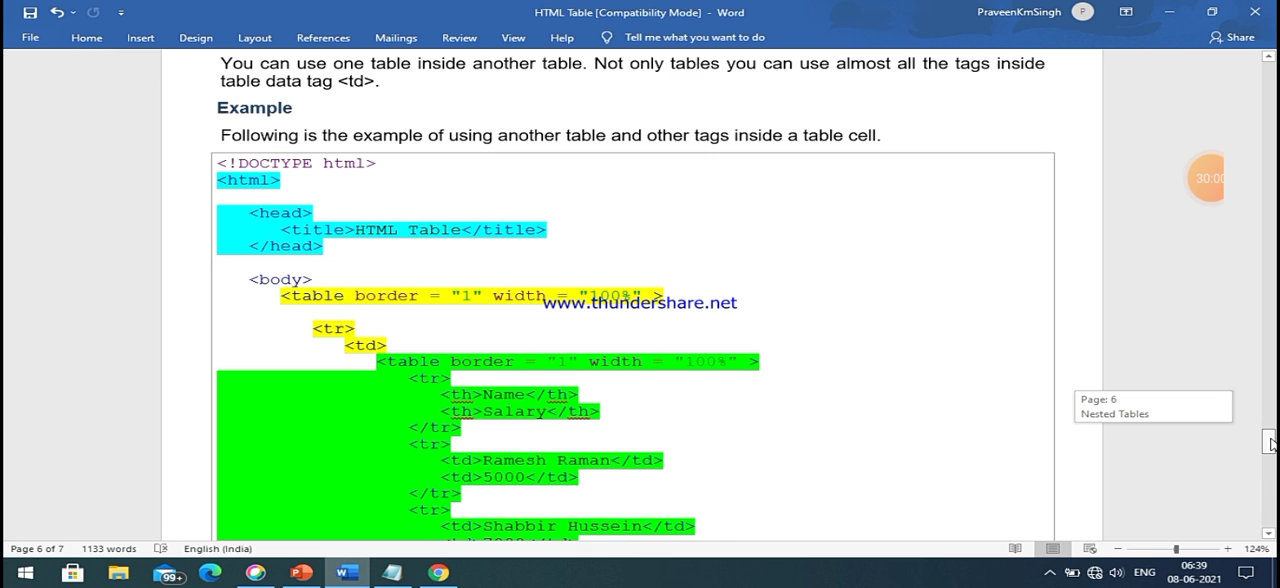 HTML Table [Compatibility Mode] - Word
PraveenKmSingh
P
File Home Insert Design Layout References Mailings Review View Help Tell me what you want to do Share
You can use one table inside another table. Not only tables you can use almost all the tags inside
table data tag <td>.
Example
Following is the example of using another table and other tags inside a table cell.
<!DOCTYPE html>
<html>
<head>
<title>HTML Table</title>
</head>
<body>
<table border = "1" width = "100%" >
www.thundershare.net
<tr>
<td>
<table border = "1" width = "100%" >
<tr>
<th>Name</th>
<th>Salary</th>
</tr>
<tr>
<td>Ramesh Raman</td>
<td>5000</td>
</tr>
<tr>
<td>Shabbir Hussein</td>
<td>7000</td>
30:00
Page: 6
Nested Tables
Page 6 of 7 1133 words English (India) 124%
99+
ENG
06:39
08-06-2021